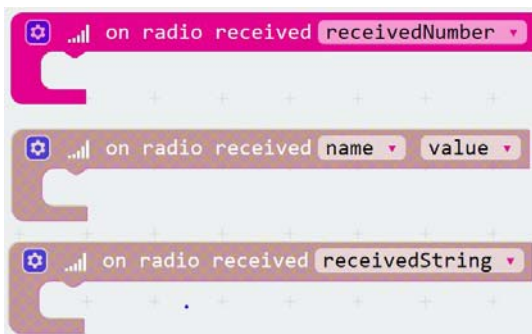 on radio received receivedNumber
on radio received name value
on radio received receivedString